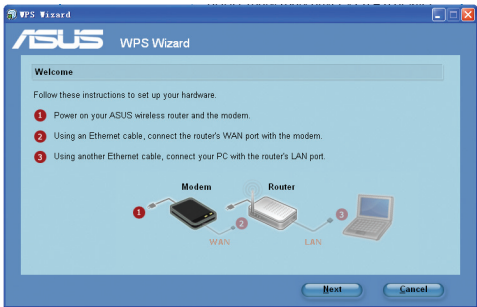 WPS Wizard
ASUS WPS Wizard
Welcome
Follow these instructions to set up your hardware.
1 Power on your ASUS wireless router and the modem.
2 Using an Ethernet cable, connect the router's WAN port with the modem.
3 Using another Ethernet cable, connect your PC with the router's LAN port.
Modem Router
1 2 3
WAN LAN
Next Cancel